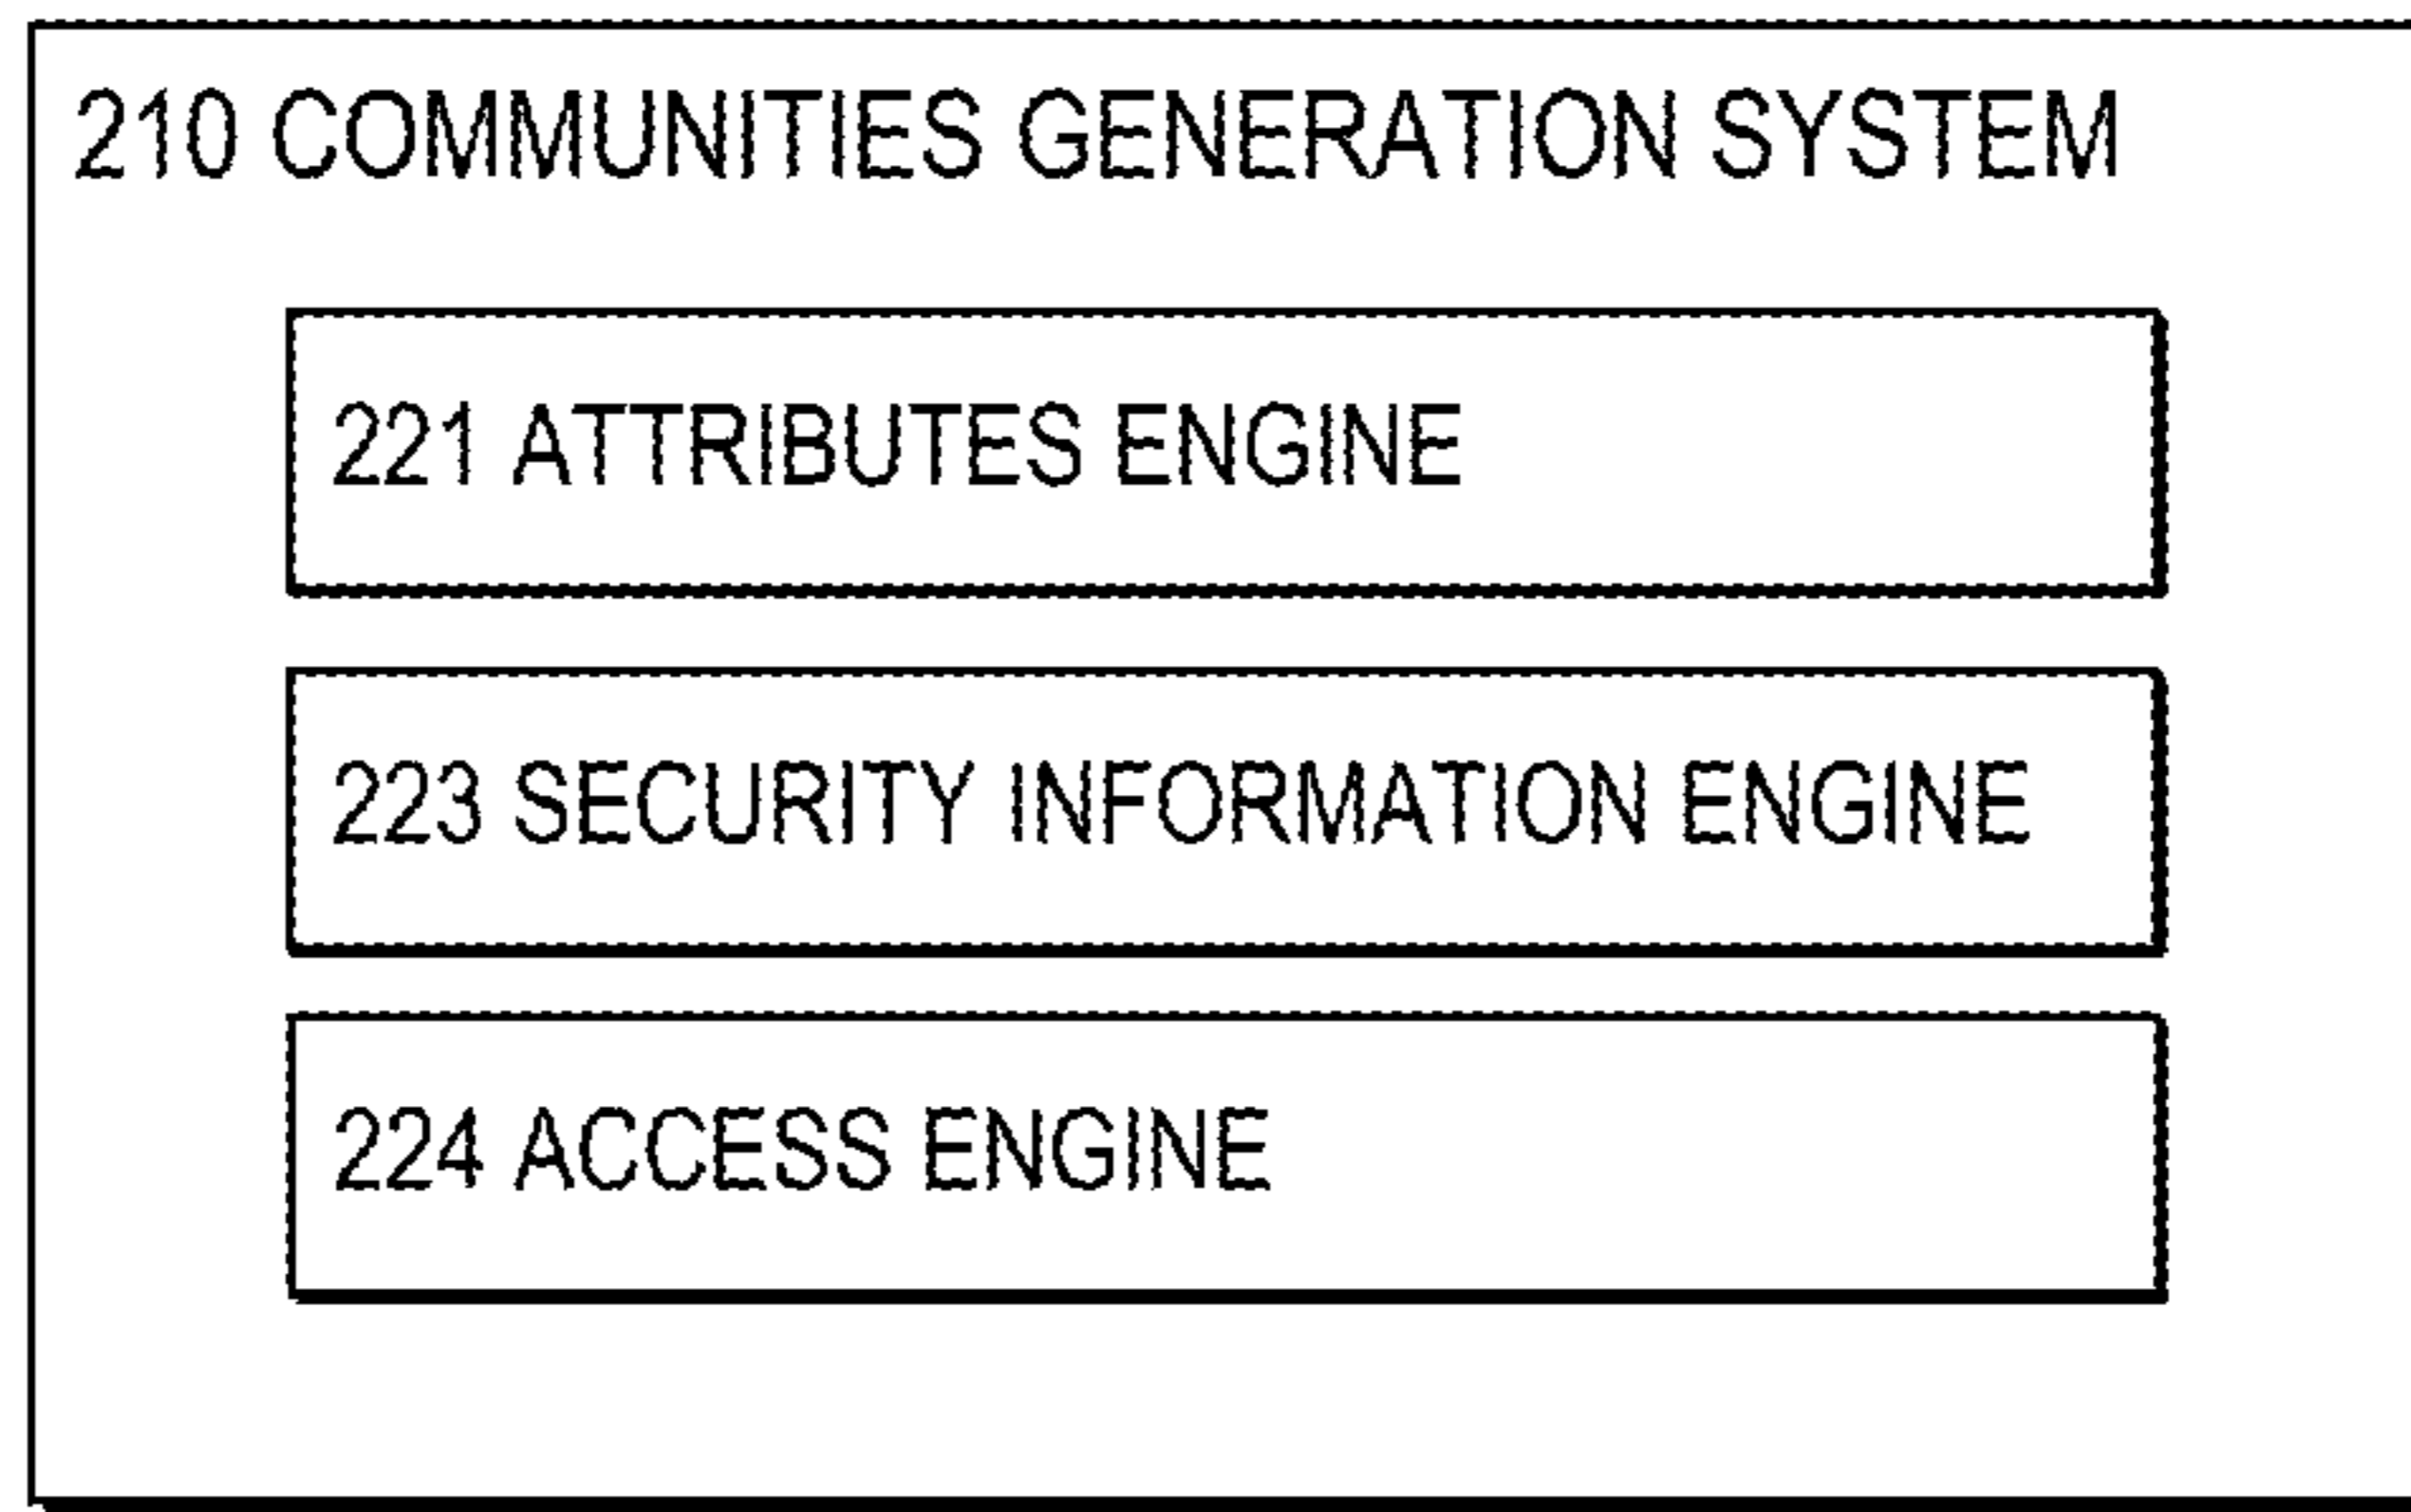 210 COMMUNITIES GENERATION SYSTEM
221 ATTRIBUTES ENGINE
223 SECURITY INFORMATION ENGINE
224 ACCESS ENGINE